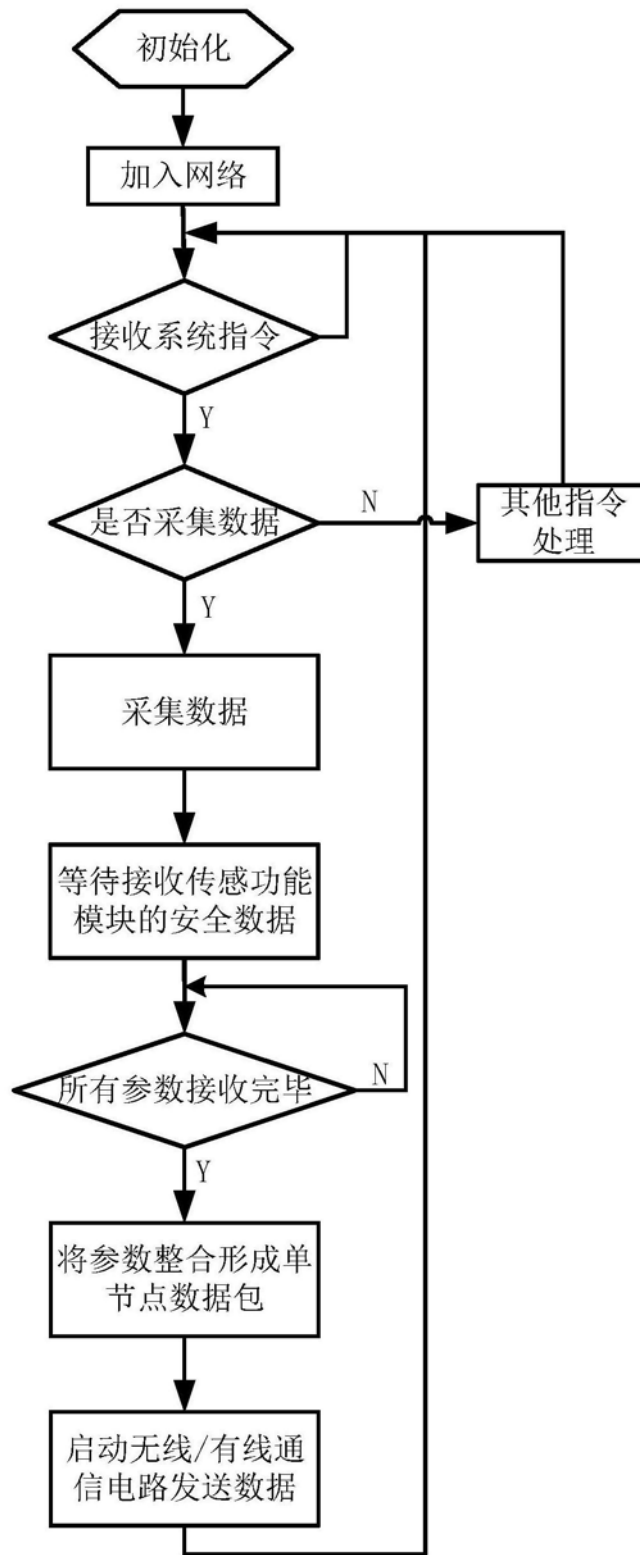 初始化
加入网络
接收系统指令
Y
是否采集数据
N
其他指令
处理
Y
采集数据
等待接收传感功能
模块的安全数据
所有参数接收完毕
N
Y
将参数整合形成单
节点数据包
启动无线/有线通
信电路发送数据